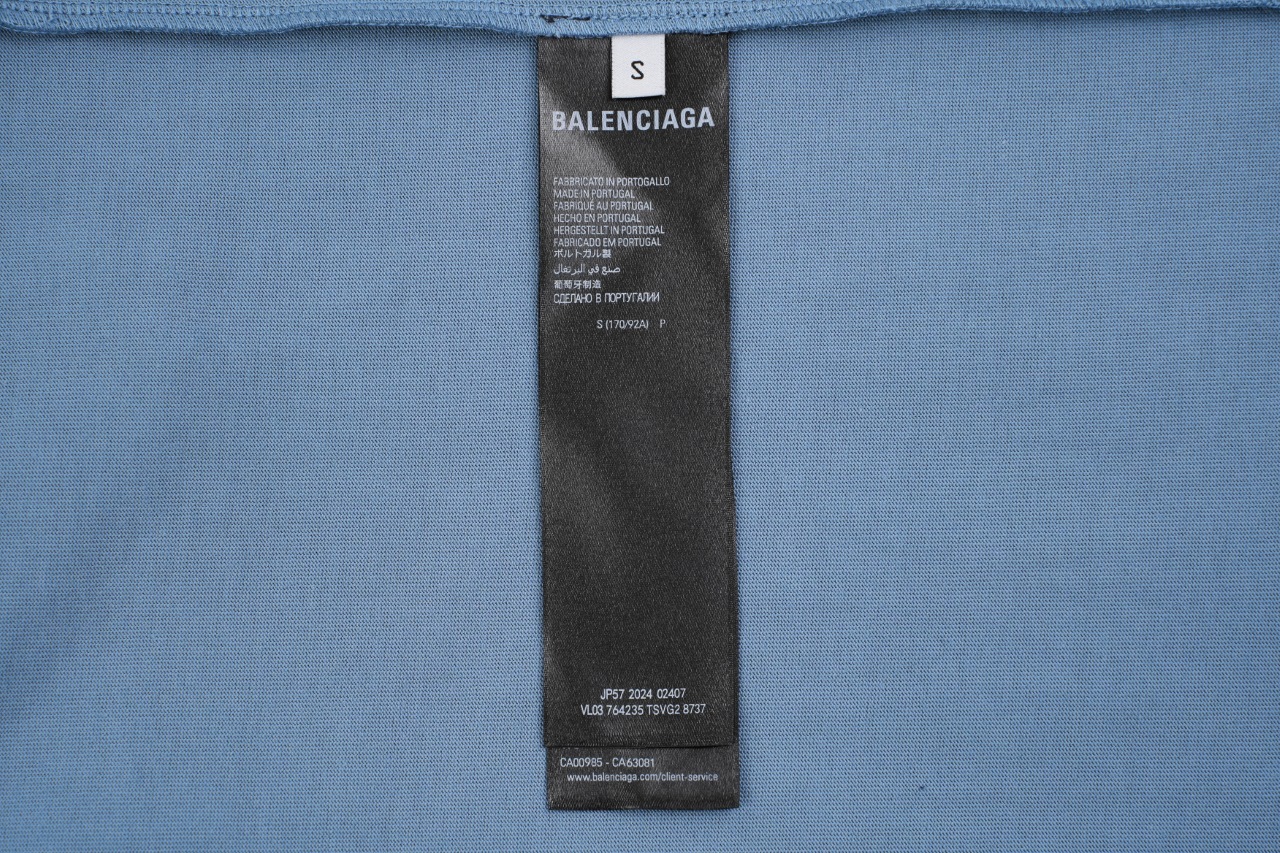 S
BALENCIAGA
FABBRICATO IN PORTOGALLO
MADE IN PORTUGAL
FABRIQUÉ AU PORTUGAL
HECHO EN PORTUGAL
HERGESTELLT IN PORTUGAL
FABRICADO EM PORTUGAL
ポルトガル製
صنع في البرتغال
葡萄牙制造
СДЕЛАНО В ПОРТУГАЛИИ
S (170/92A) P
JP57 2024 02407
VL03 764235 TSVG2 8737
CA00985 - CA63081
www.balenciaga.com/client-service